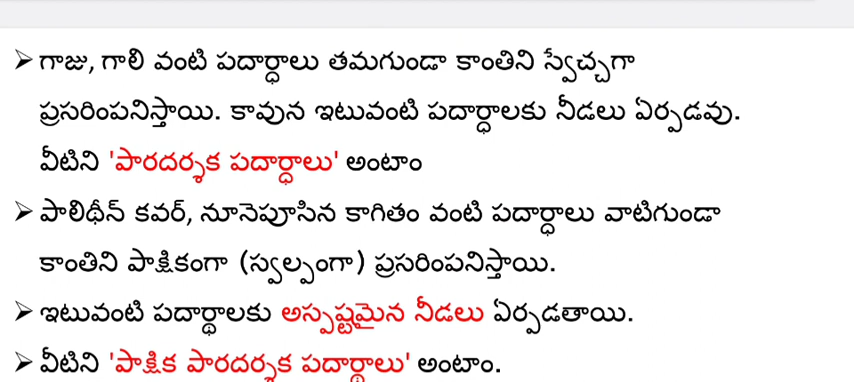 ➢ గాజు, గాలి వంటి పదార్ధాలు తమగుండా కాంతిని స్వేచ్చగా
ప్రసరింపనిస్తాయి. కావున ఇటువంటి పదార్ధాలకు నీడలు ఏర్పడవు.
వీటిని 'పారదర్శక పదార్ధాలు' అంటాం
➢ పాలిథీన్ కవర్, నూనెపూసిన కాగితం వంటి పదార్ధాలు వాటిగుండా
కాంతిని పాక్షికంగా (స్వల్పంగా) ప్రసరింపనిస్తాయి.
➢ ఇటువంటి పదార్థాలకు అస్పష్టమైన నీడలు ఏర్పడతాయి.
➢ వీటిని 'పాక్షిక పారదర్శక పదార్థాలు' అంటాం.